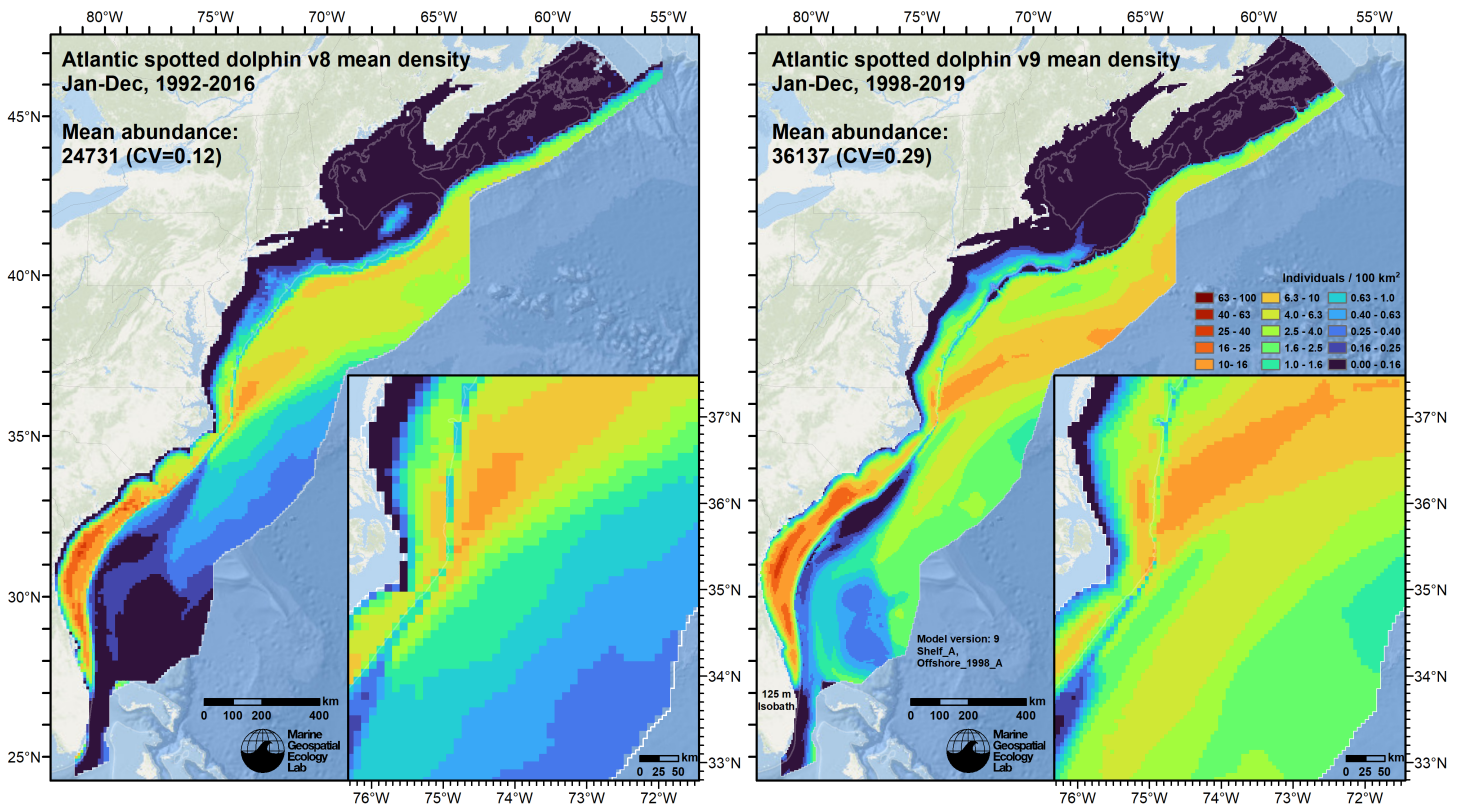 80°W 75°W 70°W 65°W 60°W 55°W
80°W 75°W 70°W 65°W 60°W 55°W
Atlantic spotted dolphin v8 mean density
Jan-Dec, 1992-2016
Mean abundance:
24731 (CV=0.12)
45°N
40°N
35°N
30°N
25°N
0 100 200 400 km
Marine
Geospatial
Ecology
Lab
0 25 50 km
76°W 75°W 74°W 73°W 72°W
37°N
36°N
35°N
34°N
33°N
Atlantic spotted dolphin v9 mean density
Jan-Dec, 1998-2019
Mean abundance:
36137 (CV=0.29)
Individuals / 100 km²
63 - 100 6.3 - 10 0.63 - 1.0
40 - 63 4.0 - 6.3 0.40 - 0.63
25 - 40 2.5 - 4.0 0.25 - 0.40
16 - 25 1.6 - 2.5 0.16 - 0.25
10 - 16 1.0 - 1.6 0.00 - 0.16
Model version: 9
Shelf_A,
Offshore_1998_A
125 m
Isobath
0 100 200 400 km
Marine
Geospatial
Ecology
Lab
0 25 50 km
76°W 75°W 74°W 73°W 72°W
37°N
36°N
35°N
34°N
33°N